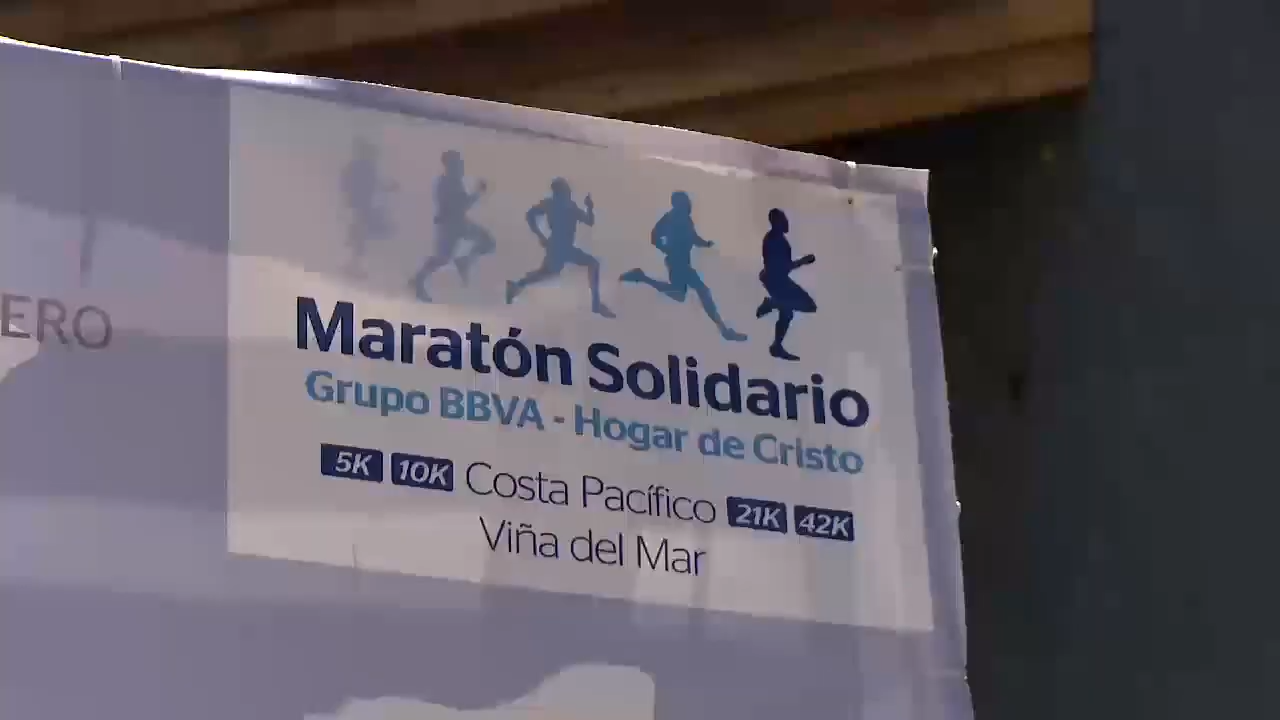 ERO
Maratón Solidario
Grupo BBVA - Hogar de Cristo
5K 10K Costa Pacífico 21K 42K
Viña del Mar